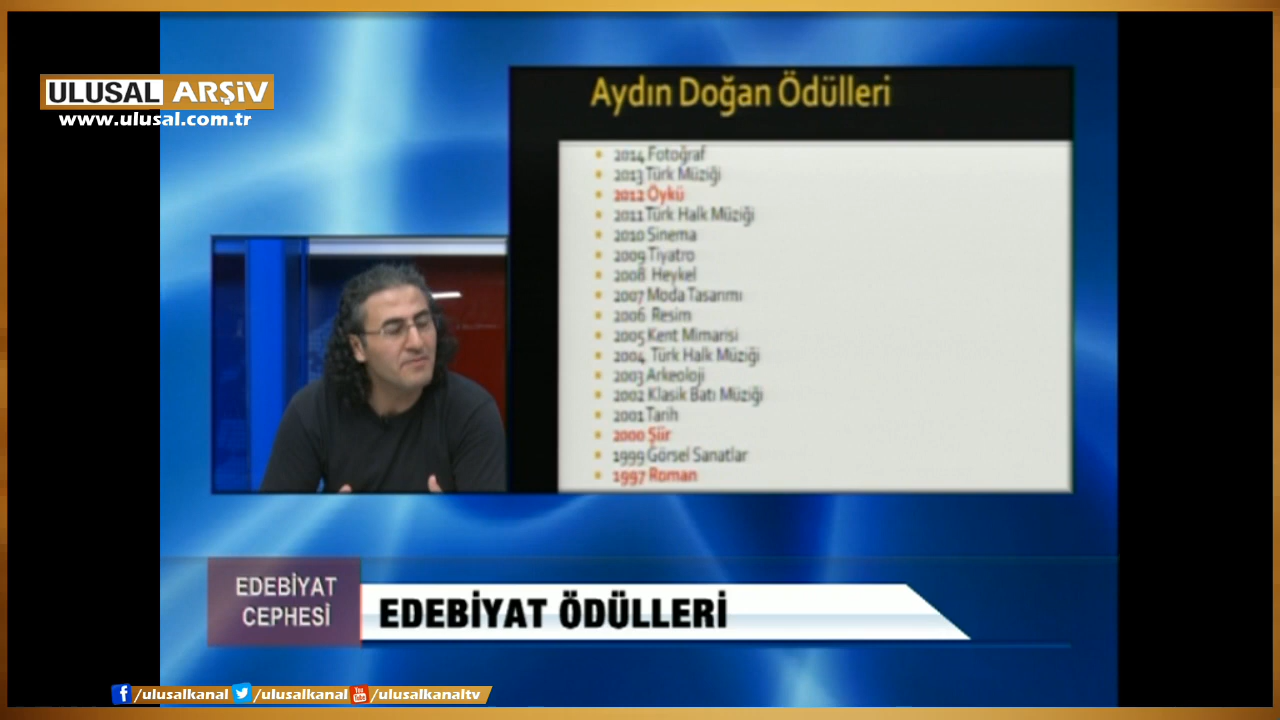 ULUSAL ARŞİV
www.ulusal.com.tr
Aydın Doğan Ödülleri
2014 Fotoğraf
2013 Türk Müziği
2012 Öykü
2011 Türk Halk Müziği
2010 Sinema
2009 Tiyatro
2008 Heykel
2007 Moda Tasarımı
2006 Resim
2005 Kent Mimarisi
2004 Türk Halk Müziği
2003 Arkeoloji
2002 Klasik Batı Müziği
2001 Tarih
2000 Şiir
1999 Görsel Sanatlar
1997 Roman
EDEBİYAT
CEPHESİ
EDEBİYAT ÖDÜLLERİ
/ulusalkanal /ulusalkanal You Tube /ulusalkanaltv